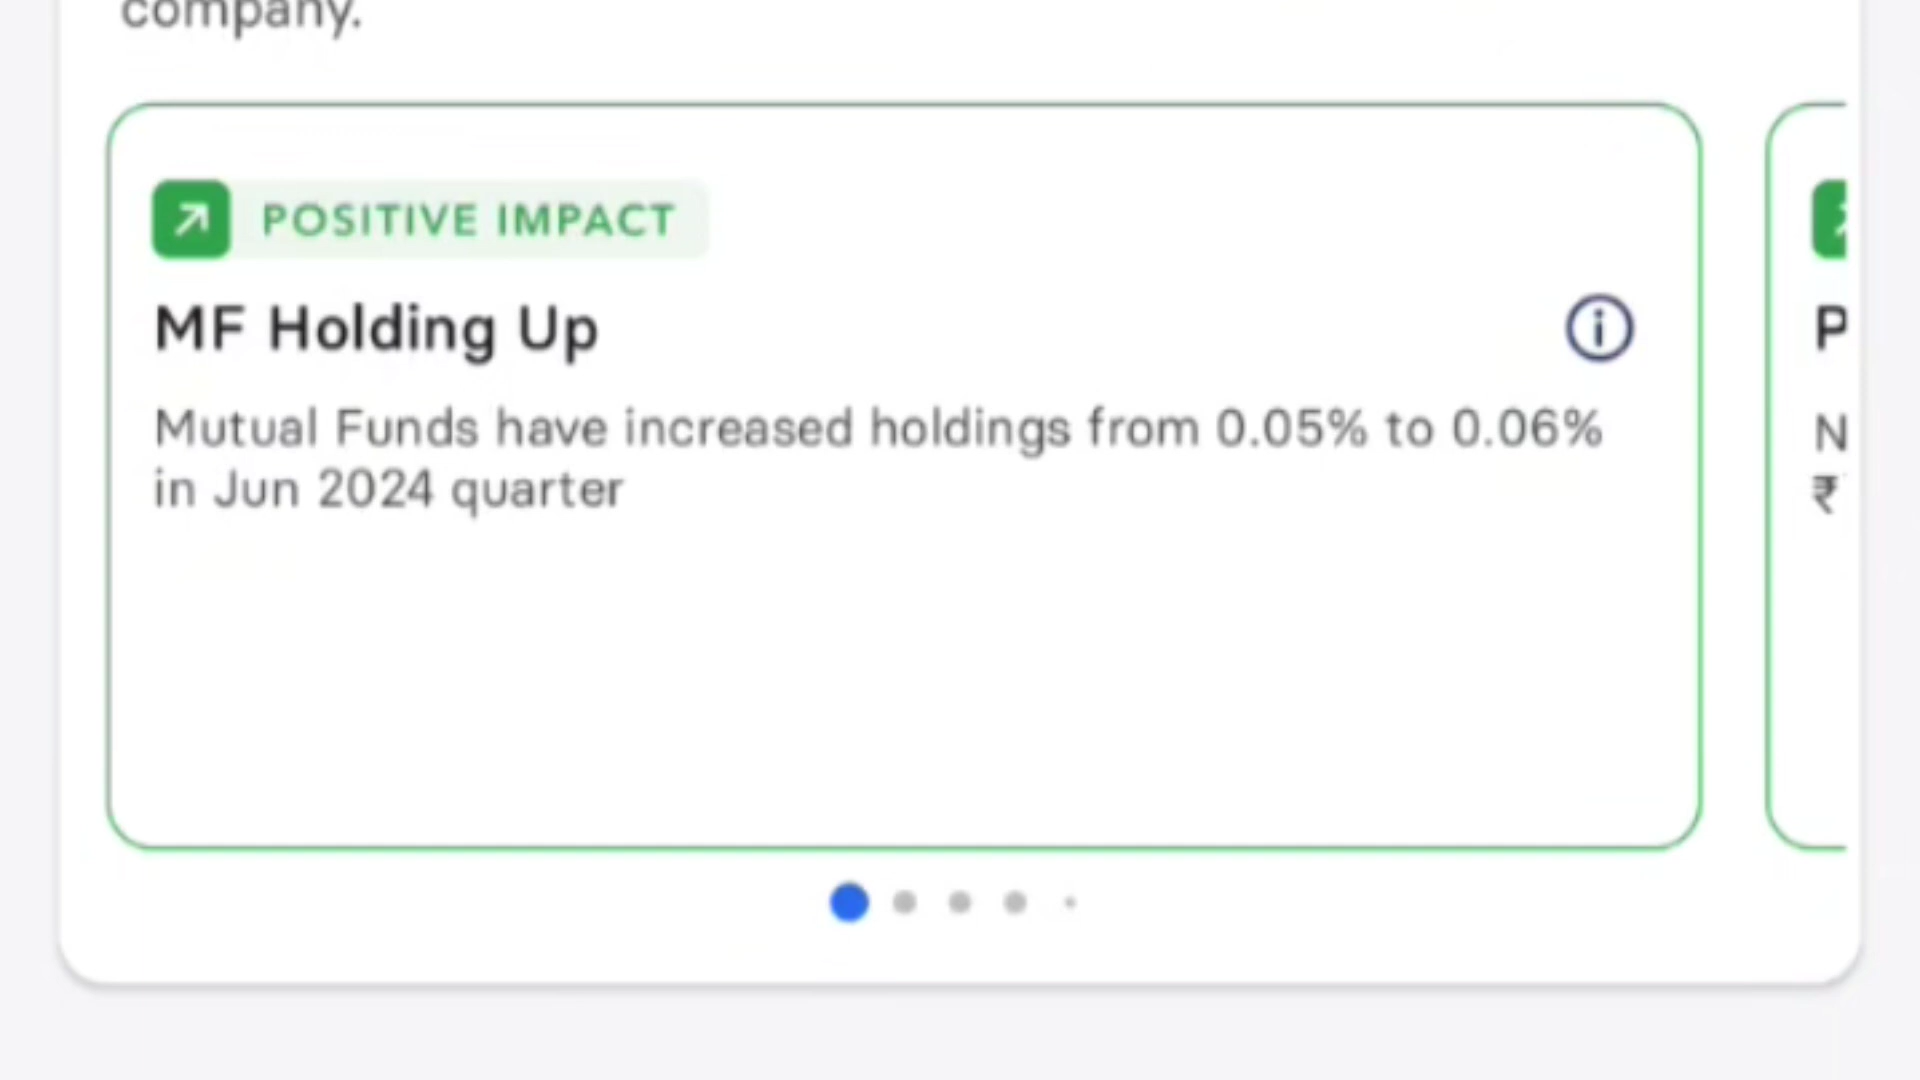 company.
POSITIVE IMPACT
MF Holding Up
Mutual Funds have increased holdings from 0.05% to 0.06%
in Jun 2024 quarter
P
N
₹